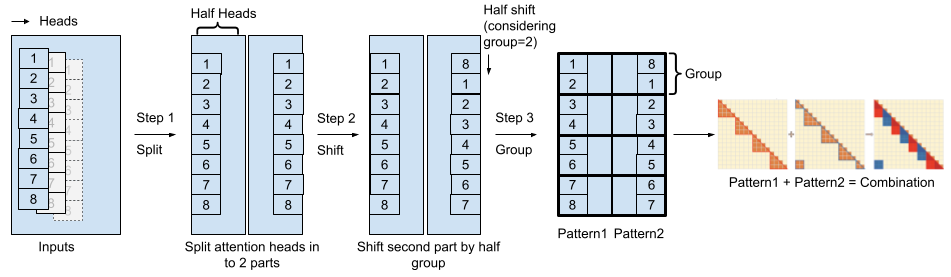 Heads
1
2
3
4
5
6
7
8
Inputs
Step 1
Split
Half Heads
1 1
2 2
3 3
4 4
5 5
6 6
7 7
8 8
Split attention heads in
to 2 parts
Step 2
Shift
Half shift
(considering
group=2)
1 8
2 1
3 2
4 3
5 4
6 5
7 6
8 7
Shift second part by half
group
Step 3
Group
1 8
2 1
3 2
4 3
5 4
6 5
7 6
8 7
Group
Pattern1 Pattern2
+
Pattern1 + Pattern2 = Combination